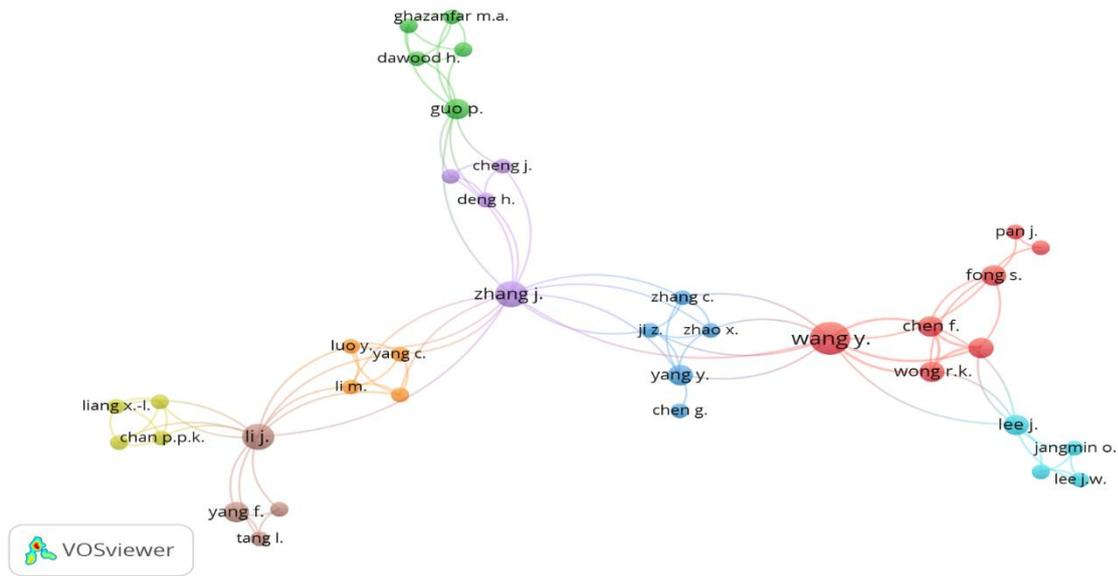 ghazanfar m.a.
dawood h.
guo p.
cheng j.
deng h.
zhang j.
pan j.
fong s.
zhang c.
ji z.
zhao x.
chen f.
wang y.
luo y.
yang c.
li m.
yang y.
wong r.k.
chen g.
liang x.-l.
chan p.p.k.
li j.
lee j.
jangmin o.
lee j.w.
yang f.
tang l.
VOSviewer